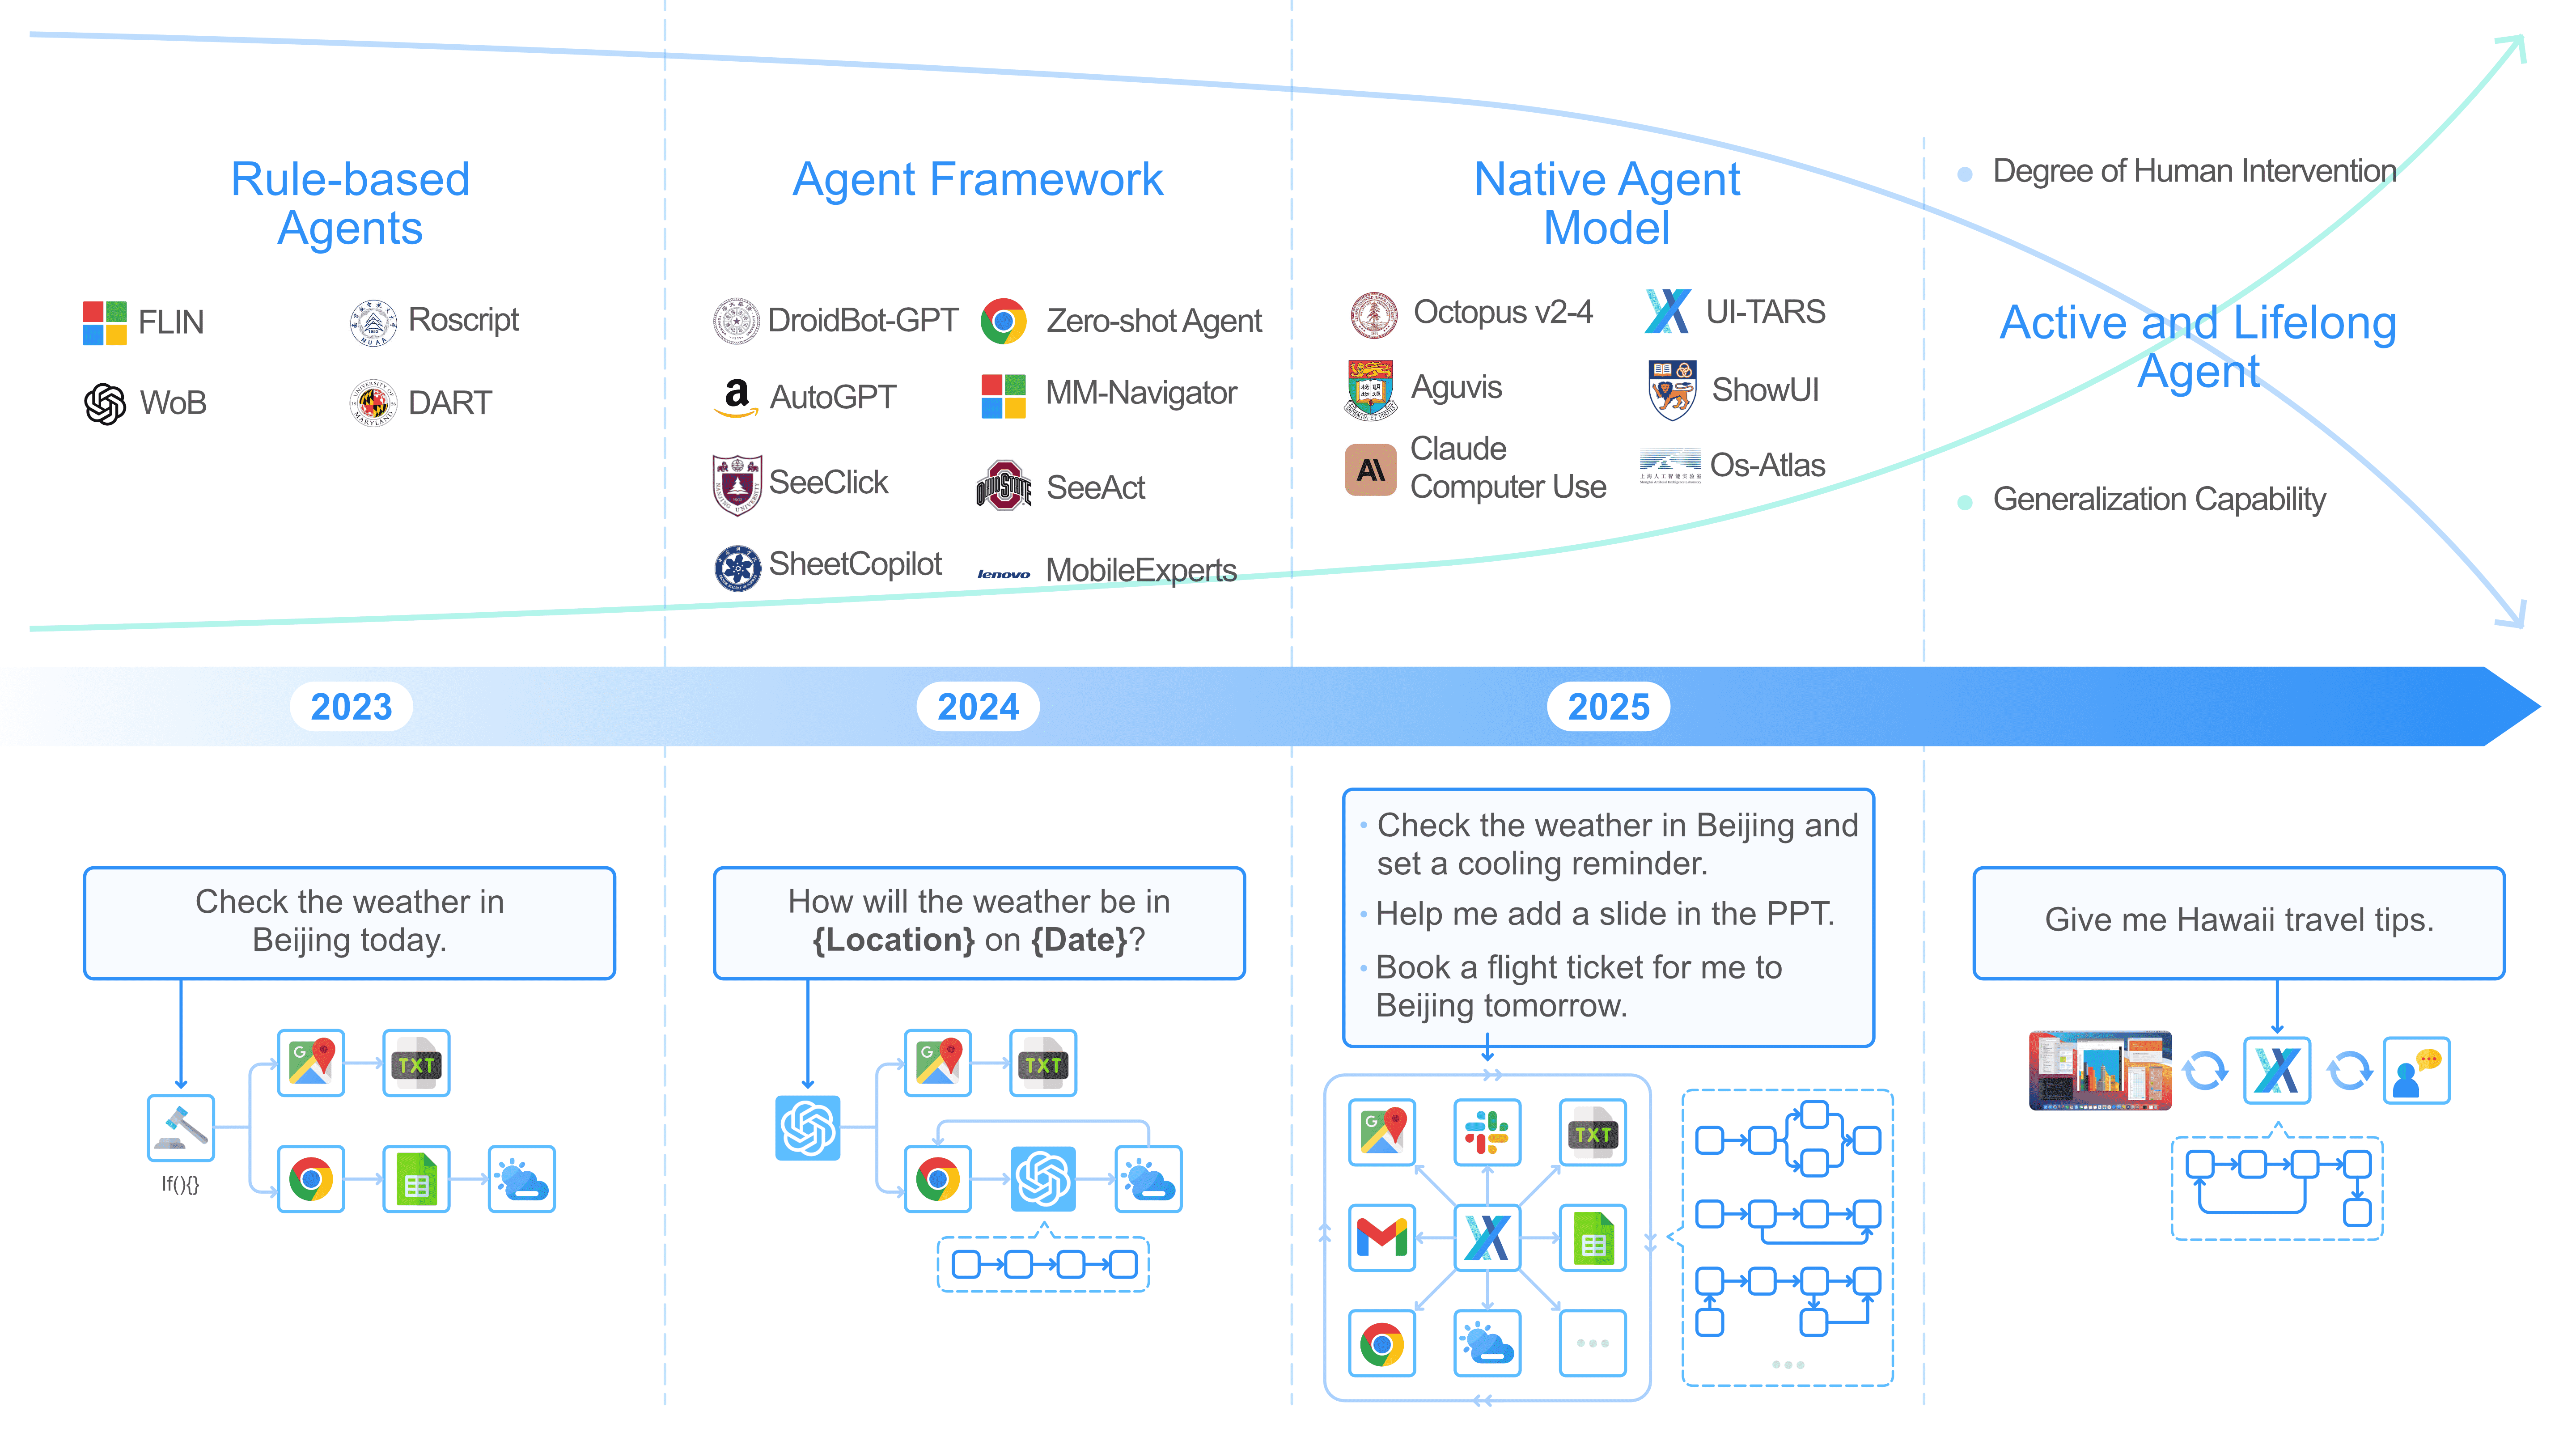 Rule-based
Agents
FLIN
Roscript
NUAA
WoB
DART
Agent Framework
DroidBot-GPT
Zero-shot Agent
AutoGPT
MM-Navigator
SeeClick
SeeAct
OHIO STATE
SheetCopilot
lenovo
MobileExperts
Native Agent
Model
Octopus v2-4
UI-TARS
Aguvis
ShowUI
Claude
Computer Use
Os-Atlas
Degree of Human Intervention
Active and Lifelong
Agent
Generalization Capability
2023
2024
2025
Check the weather in
Beijing today.
TXT
If(){}
How will the weather be in
{Location} on {Date}?
TXT
• Check the weather in Beijing and
set a cooling reminder.
• Help me add a slide in the PPT.
• Book a flight ticket for me to
Beijing tomorrow.
TXT
Give me Hawaii travel tips.